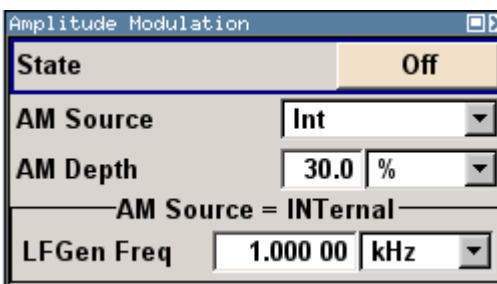 Amplitude Modulation
State Off
AM Source Int
AM Depth 30.0 %
AM Source = INTernal
LFGen Freq 1.000 00 kHz